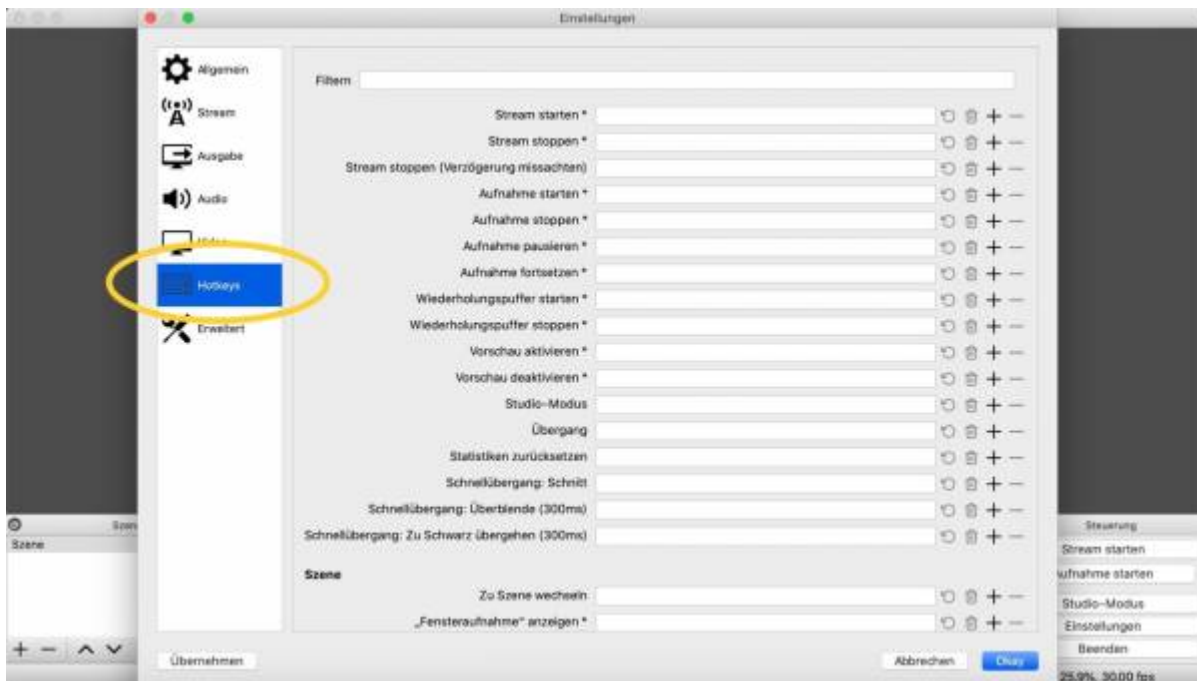 Einstellungen
Allgemein
Stream
Ausgabe
Audio
Video
Hotkeys
Erweitert
Filtern
Stream starten *
Stream stoppen *
Stream stoppen (Verzögerung missachten)
Aufnahme starten *
Aufnahme stoppen *
Aufnahme pausieren *
Aufnahme fortsetzen *
Wiederholungspuffer starten *
Wiederholungspuffer stoppen *
Vorschau aktivieren *
Vorschau deaktivieren *
Studio-Modus
Übergang
Statistiken zurücksetzen
Schnellübergang: Schnitt
Schnellübergang: Überblende (300ms)
Schnellübergang: Zu Schwarz übergehen (300ms)
Szene
Zu Szene wechseln
„Fensteraufnahme“ anzeigen *
Übernehmen
Abbrechen
Okay
Szen
Szene
Steuerung
Stream starten
ufnahme starten
Studio-Modus
Einstellungen
Beenden
25.9%, 30.00 fps